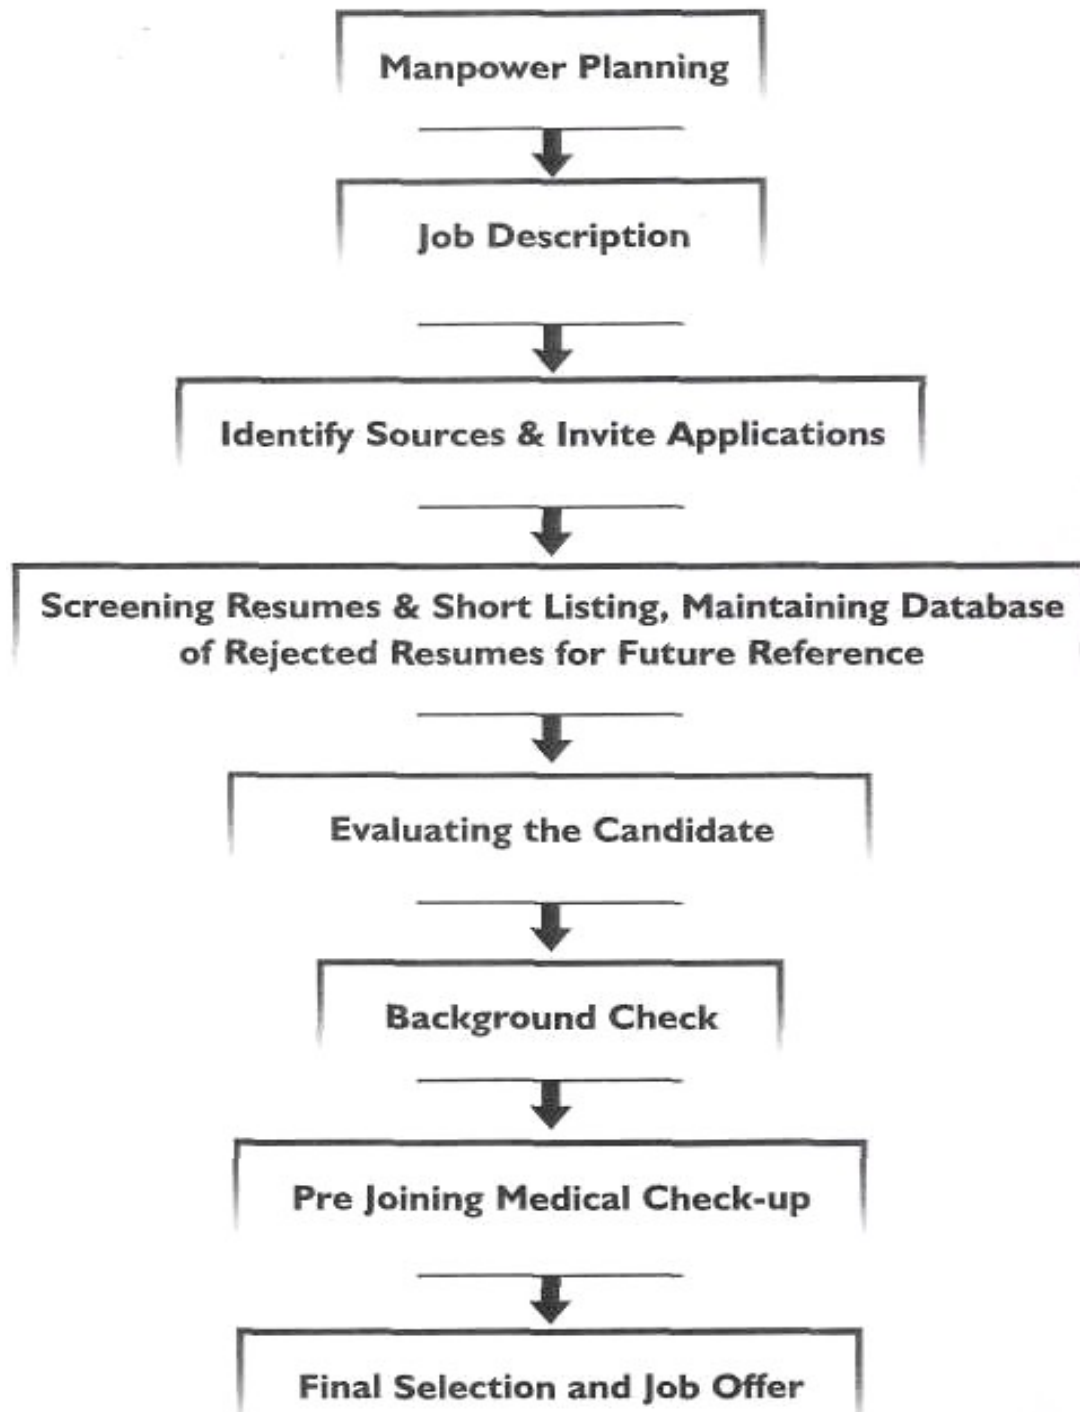 Manpower Planning
Job Description
Identify Sources & Invite Applications
Screening Resumes & Short Listing, Maintaining Database
of Rejected Resumes for Future Reference
Evaluating the Candidate
Background Check
Pre Joining Medical Check-up
Final Selection and Job Offer